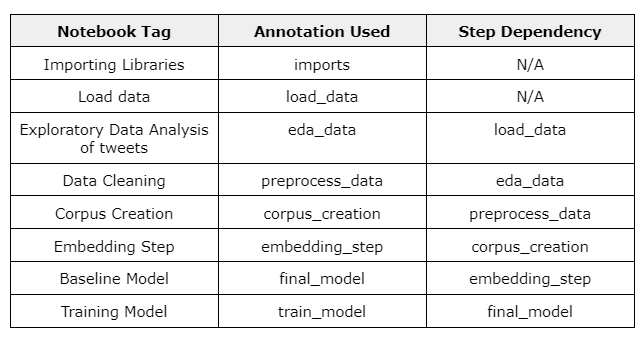 Notebook Tag Annotation Used Step Dependency
Importing Libraries imports N/A
Load data load_data N/A
Exploratory Data Analysis of tweets eda_data load_data
Data Cleaning preprocess_data eda_data
Corpus Creation corpus_creation preprocess_data
Embedding Step embedding_step corpus_creation
Baseline Model final_model embedding_step
Training Model train_model final_model